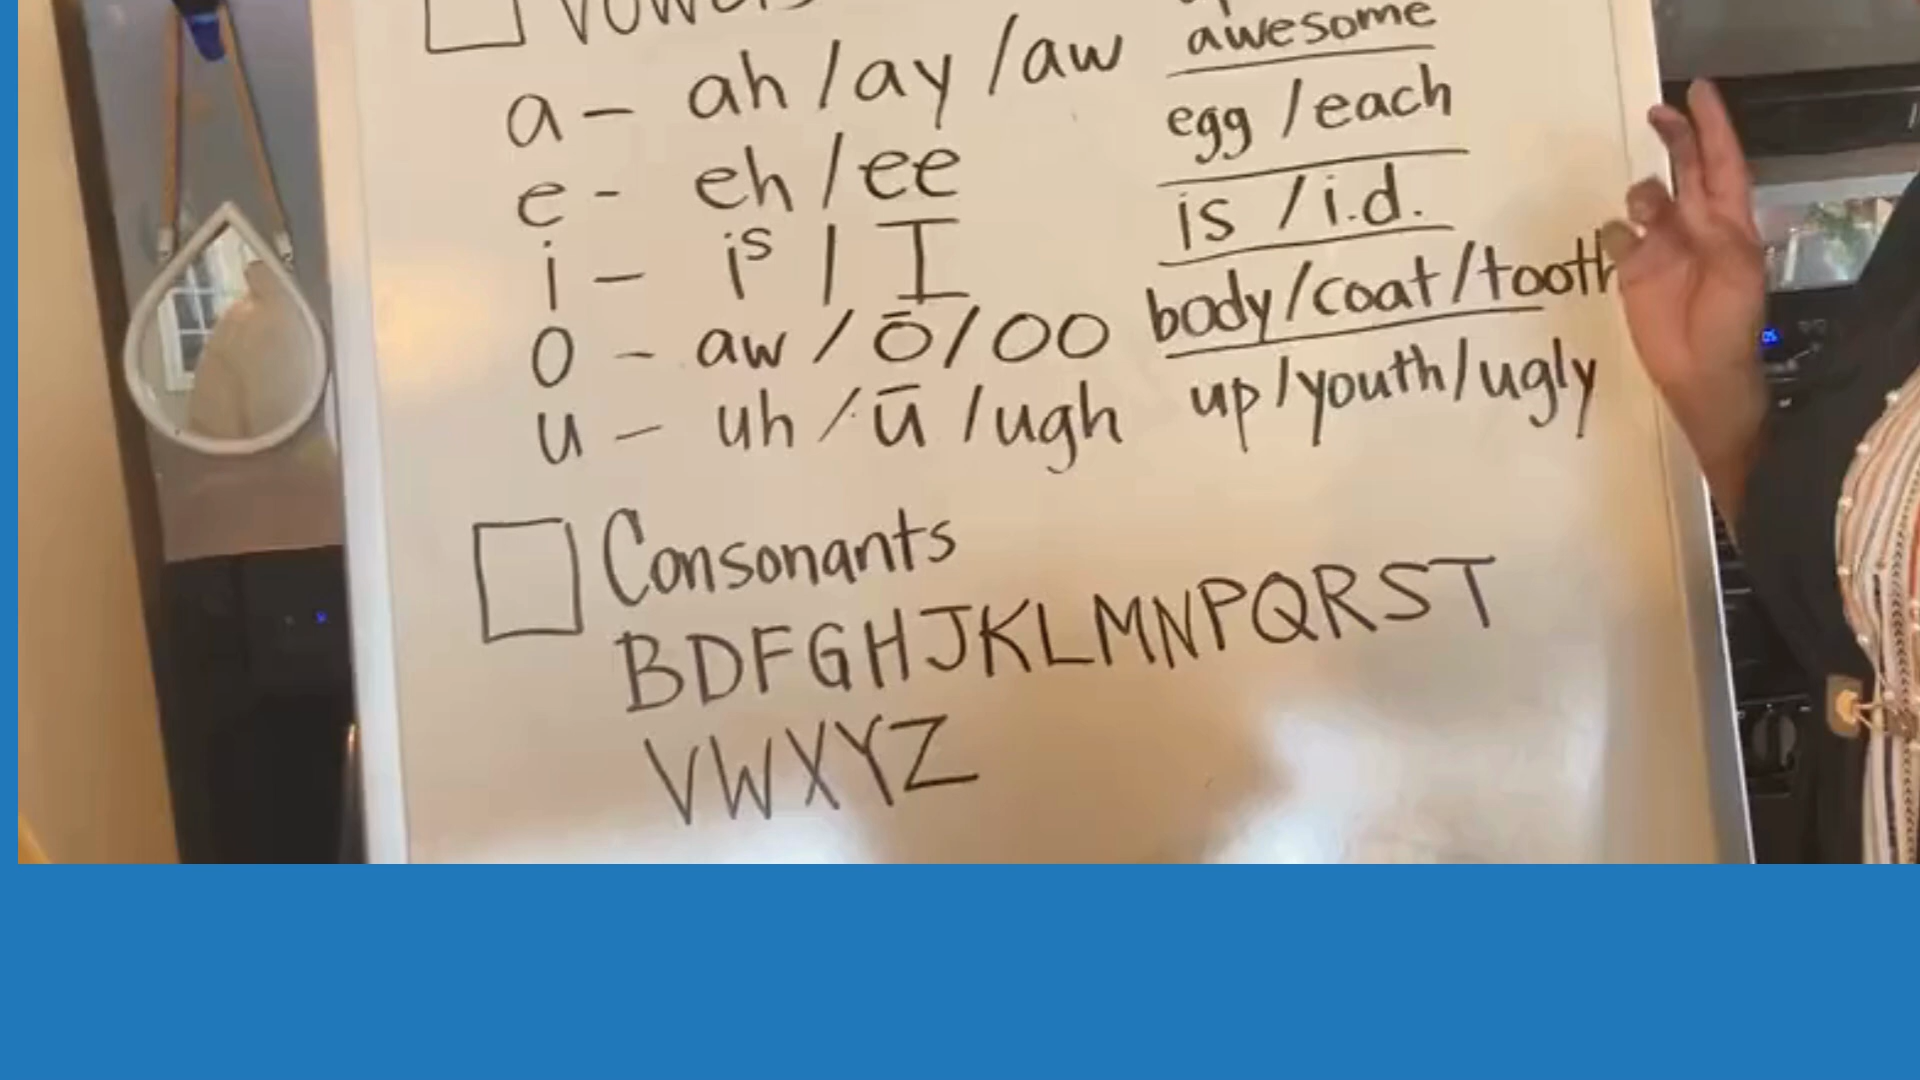 Vowels
a - ah / ay / aw awesome
e - eh / ee egg / each
i - is / I is / i.d.
o - aw / ō / oo body / coat / tooth
u - uh / ū / ugh up / youth / ugly
Consonants
BDFGHJKLMNPQRST
VWXYZ